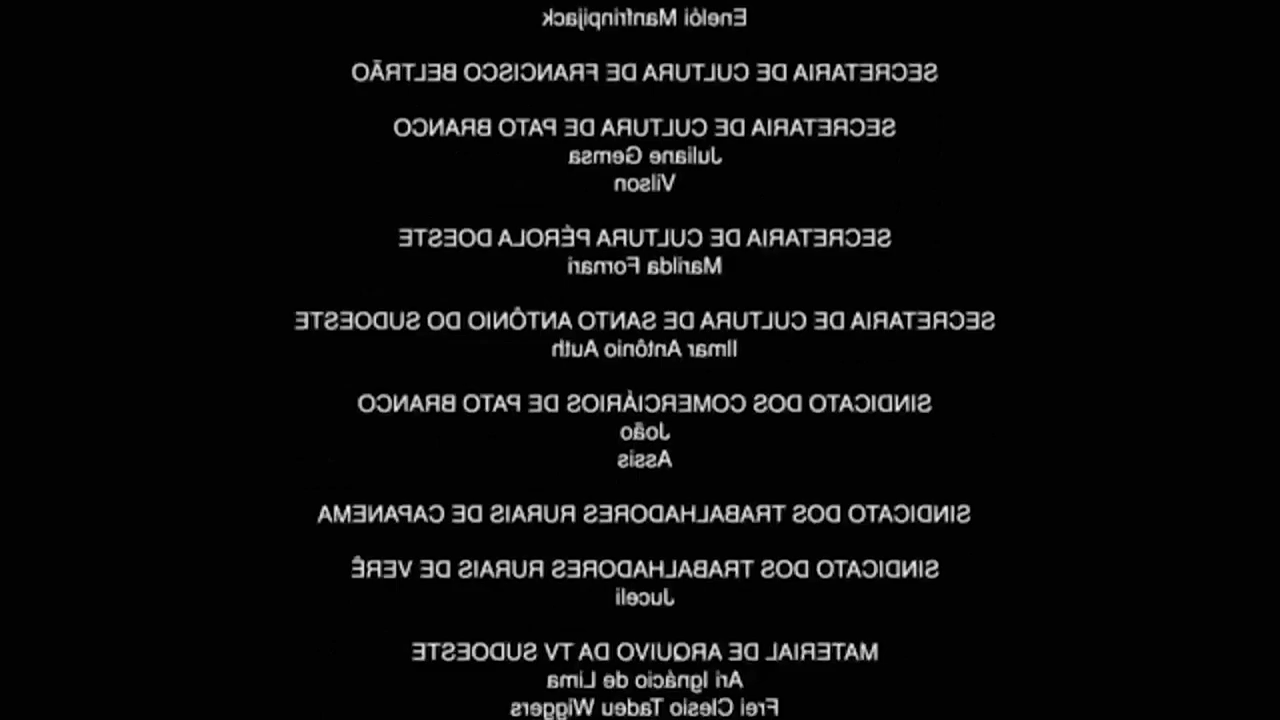 Enelói Manfrinpijack
SECRETARIA DE CULTURA DE FRANCISCO BELTRÃO
SECRETARIA DE CULTURA DE PATO BRANCO
Juliane Gemsa
Vilson
SECRETARIA DE CULTURA PÉROLA DOESTE
Marilda Fornari
SECRETARIA DE CULTURA DE SANTO ANTÔNIO DO SUDOESTE
Ilmar Antônio Auth
SINDICATO DOS COMERCIÁRIOS DE PATO BRANCO
João
Assis
SINDICATO DOS TRABALHADORES RURAIS DE CAPANEMA
SINDICATO DOS TRABALHADORES RURAIS DE VERÊ
Juceli
MATERIAL DE ARQUIVO DA TV SUDOESTE
Ari Ignácio de Lima
Frei Clesio Tadeu Wiggers